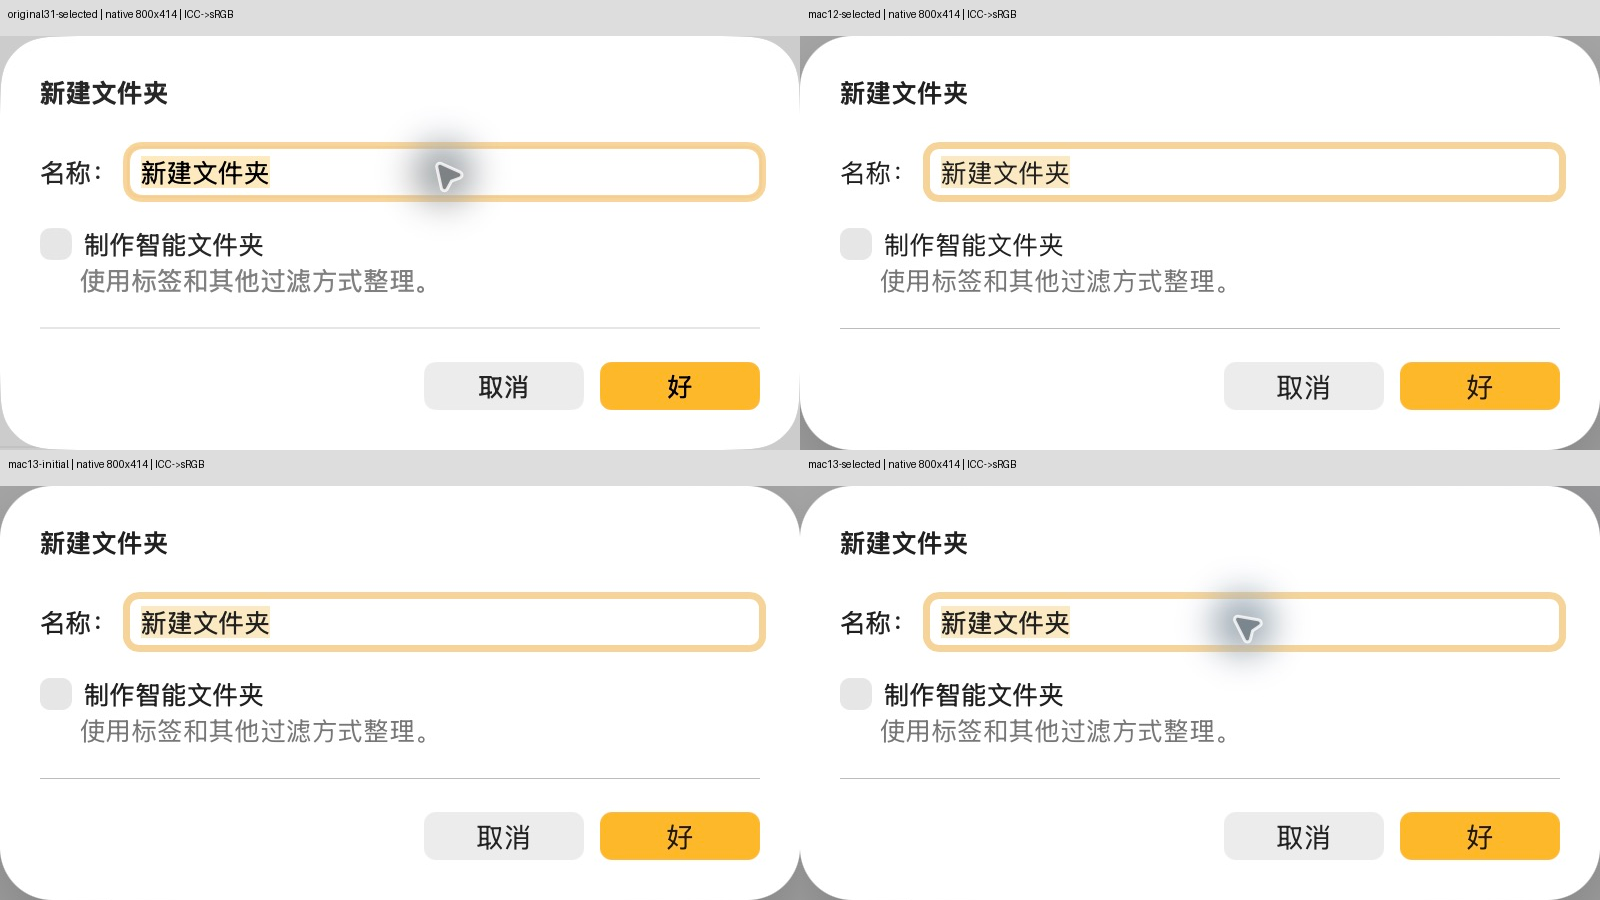 original31-selected | native 800x414 | ICC->sRGB
新建文件夹
名称： 新建文件夹
制作智能文件夹
使用标签和其他过滤方式整理。
取消 好
mac12-selected | native 800x414 | ICC->sRGB
新建文件夹
名称： 新建文件夹
制作智能文件夹
使用标签和其他过滤方式整理。
取消 好
mac13-initial | native 800x414 | ICC->sRGB
新建文件夹
名称： 新建文件夹
制作智能文件夹
使用标签和其他过滤方式整理。
取消 好
mac13-selected | native 800x414 | ICC->sRGB
新建文件夹
名称： 新建文件夹
制作智能文件夹
使用标签和其他过滤方式整理。
取消 好